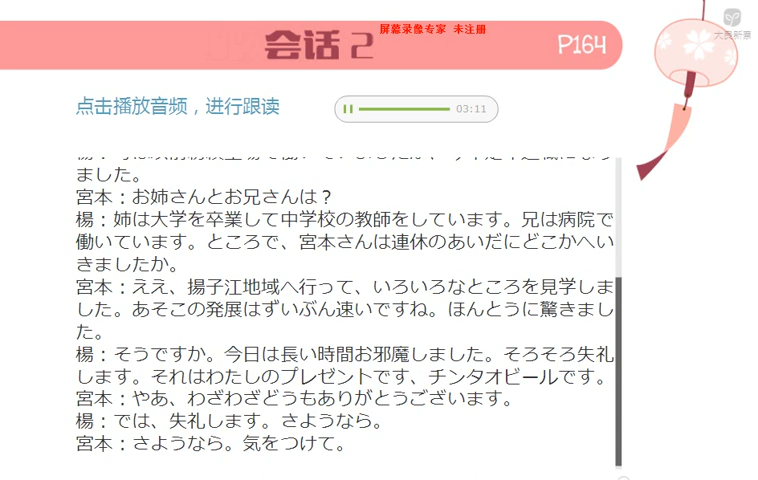 会话 2
屏幕录像专家 未注册
P164
大良新景
点击播放音频，进行跟读
03:11
ました。
宮本：お姉さんとお兄さんは？
楊：姉は大学を卒業して中学校の教師をしています。兄は病院で
働いています。ところで、宮本さんは連休のあいだにどこかへい
きましたか。
宮本：ええ、揚子江地域へ行って、いろいろなところを見学しま
した。あそこの発展はずいぶん速いですね。ほんとうに驚きまし
た。
楊：そうですか。今日は長い時間お邪魔しました。そろそろ失礼
します。それはわたしのプレゼントです、チンタオビールです。
宮本：やあ、わざわざどうもありがとうございます。
楊：では、失礼します。さようなら。
宮本：さようなら。気をつけて。